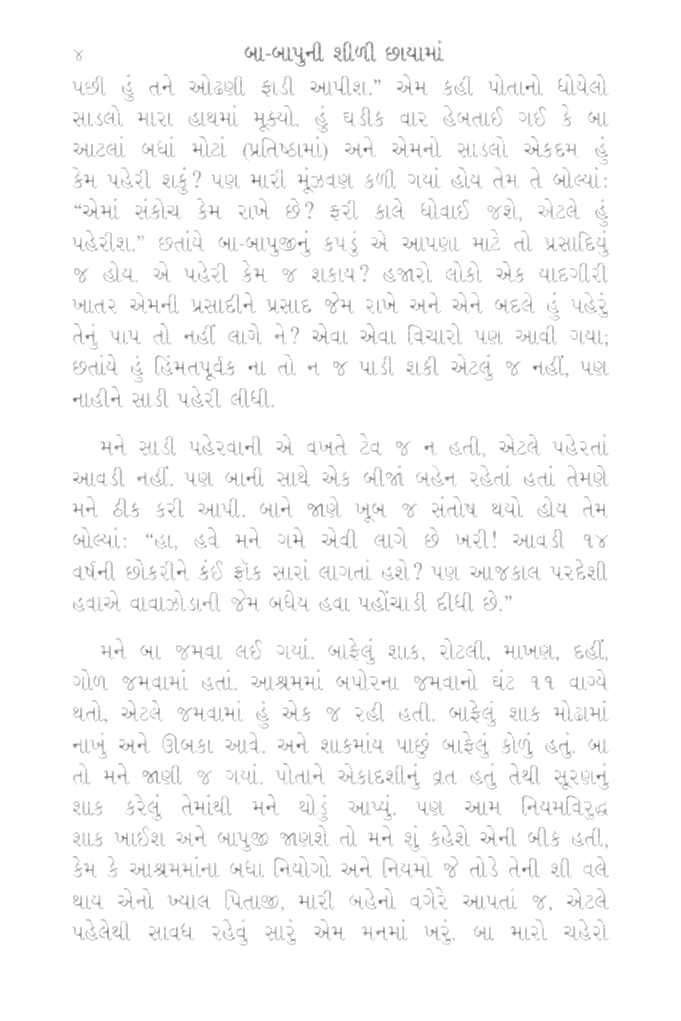 ૪
બા-બાપુની શીળી છાયામાં
પછી હું તને ઓઢણી ફાડી આપીશ.” એમ કહી પોતાનો ધોયેલો
સાડલો મારા હાથમાં મૂક્યો. હું ઘડીક વાર હેબતાઈ ગઈ કે બા
આટલાં બધાં મોટાં (પ્રતિષ્ઠામાં) અને એમનો સાડલો એકદમ હું
કેમ પહેરી શકું? પણ મારી મૂંઝવણ કળી ગયાં હોય તેમ તે બોલ્યાં:
“એમાં સંકોચ કેમ રાખે છે? ફરી કાલે ધોવાઈ જશે, એટલે હું
પહેરીશ.” છતાંયે બા-બાપુજીનું કપડું એ આપણા માટે તો પ્રસાદિયું
જ હોય. એ પહેરી કેમ જ શકાય? હજારો લોકો એક યાદગીરી
ખાતર એમની પ્રસાદીને પ્રસાદ જેમ રાખે અને એને બદલે હું પહેરું
તેનું પાપ તો નહીં લાગે ને? એવા એવા વિચારો પણ આવી ગયા;
છતાંયે હું હિંમતપૂર્વક ના તો ન જ પાડી શકી એટલું જ નહીં, પણ
નાહીને સાડી પહેરી લીધી.
મને સાડી પહેરવાની એ વખતે ટેવ જ ન હતી, એટલે પહેરતાં
આવડી નહીં. પણ બાની સાથે એક બીજાં બહેન રહેતાં હતાં તેમણે
મને ઠીક કરી આપી. બાને જાણે ખૂબ જ સંતોષ થયો હોય તેમ
બોલ્યાં: “હા, હવે મને ગમે એવી લાગે છે ખરી! આવડી ૧૪
વર્ષની છોકરીને કંઈ ફ્રૉક સારાં લાગતાં હશે? પણ આજકાલ પરદેશી
હવાએ વાવાઝોડાની જેમ બધેય હવા પહોંચાડી દીધી છે.”
મને બા જમવા લઈ ગયાં. બાફેલું શાક, રોટલી, માખણ, દહીં,
ગોળ જમવામાં હતાં. આશ્રમમાં બપોરના જમવાનો ઘંટ ૧૧ વાગ્યે
થતો, એટલે જમવામાં હું એક જ રહી હતી. બાફેલું શાક મોઢામાં
નાખું અને ઊબકા આવે. અને શાકમાંય પાછું બાફેલું કોળું હતું. બા
તો મને જાણી જ ગયાં. પોતાને એકાદશીનું વ્રત હતું તેથી સૂરણનું
શાક કરેલું તેમાંથી મને થોડું આપ્યું. પણ આમ નિયમવિરુદ્ધ
શાક ખાઈશ અને બાપુજી જાણશે તો મને શું કહેશે એની બીક હતી,
કેમ કે આશ્રમમાંના બધા નિયોગો અને નિયમો જે તોડે તેની શી વલે
થાય એનો ખ્યાલ પિતાજી, મારી બહેનો વગેરે આપતાં જ, એટલે
પહેલેથી સાવધ રહેવું સારું એમ મનમાં ખરું. બા મારો ચહેરો